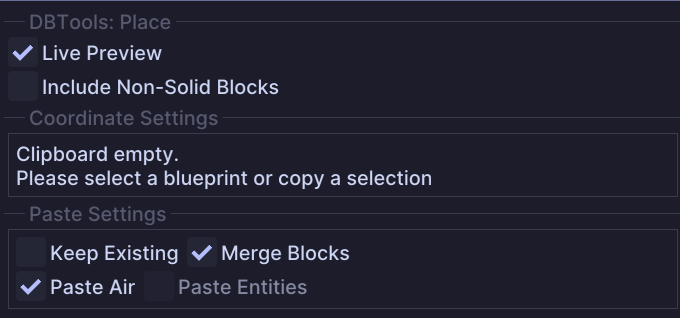 DBTools: Place
Live Preview
Include Non-Solid Blocks
Coordinate Settings
Clipboard empty.
Please select a blueprint or copy a selection
Paste Settings
Keep Existing Merge Blocks
Paste Air Paste Entities